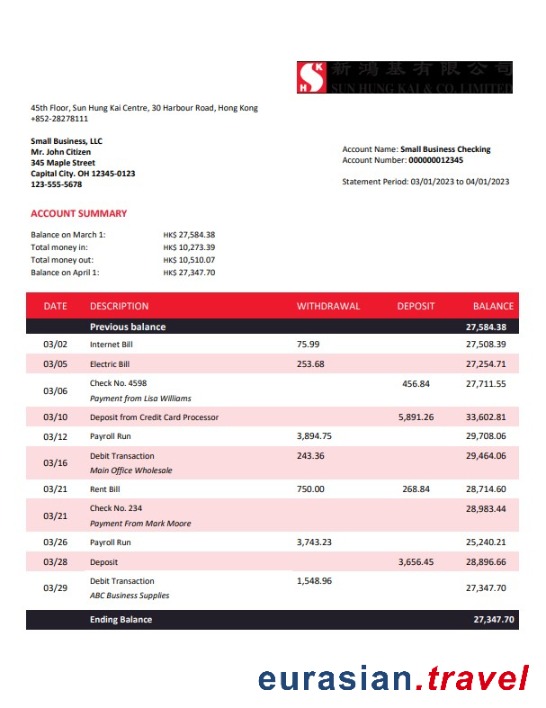 新鴻基有限公司
SHK
SUN HUNG KAI & CO. LIMITED
45th Floor, Sun Hung Kai Centre, 30 Harbour Road, Hong Kong
+852-28278111
Small Business, LLC
Mr. John Citizen
345 Maple Street
Capital City. OH 12345-0123
123-555-5678
Account Name: Small Business Checking
Account Number: 000000012345
Statement Period: 03/01/2023 to 04/01/2023
ACCOUNT SUMMARY
Balance on March 1: HK$ 27,584.38
Total money in: HK$ 10,273.39
Total money out: HK$ 10,510.07
Balance on April 1: HK$ 27,347.70
DATE DESCRIPTION WITHDRAWAL DEPOSIT BALANCE
Previous balance 27,584.38
03/02 Internet Bill 75.99 27,508.39
03/05 Electric Bill 253.68 27,254.71
03/06 Check No. 4598 456.84 27,711.55
Payment from Lisa Williams
03/10 Deposit from Credit Card Processor 5,891.26 33,602.81
03/12 Payroll Run 3,894.75 29,708.06
03/16 Debit Transaction 243.36 29,464.06
Main Office Wholesale
03/21 Rent Bill 750.00 268.84 28,714.60
03/21 Check No. 234 28,983.44
Payment From Mark Moore
03/26 Payroll Run 3,743.23 25,240.21
03/28 Deposit 3,656.45 28,896.66
03/29 Debit Transaction 1,548.96 27,347.70
ABC Business Supplies
Ending Balance 27,347.70
eurasian.travel